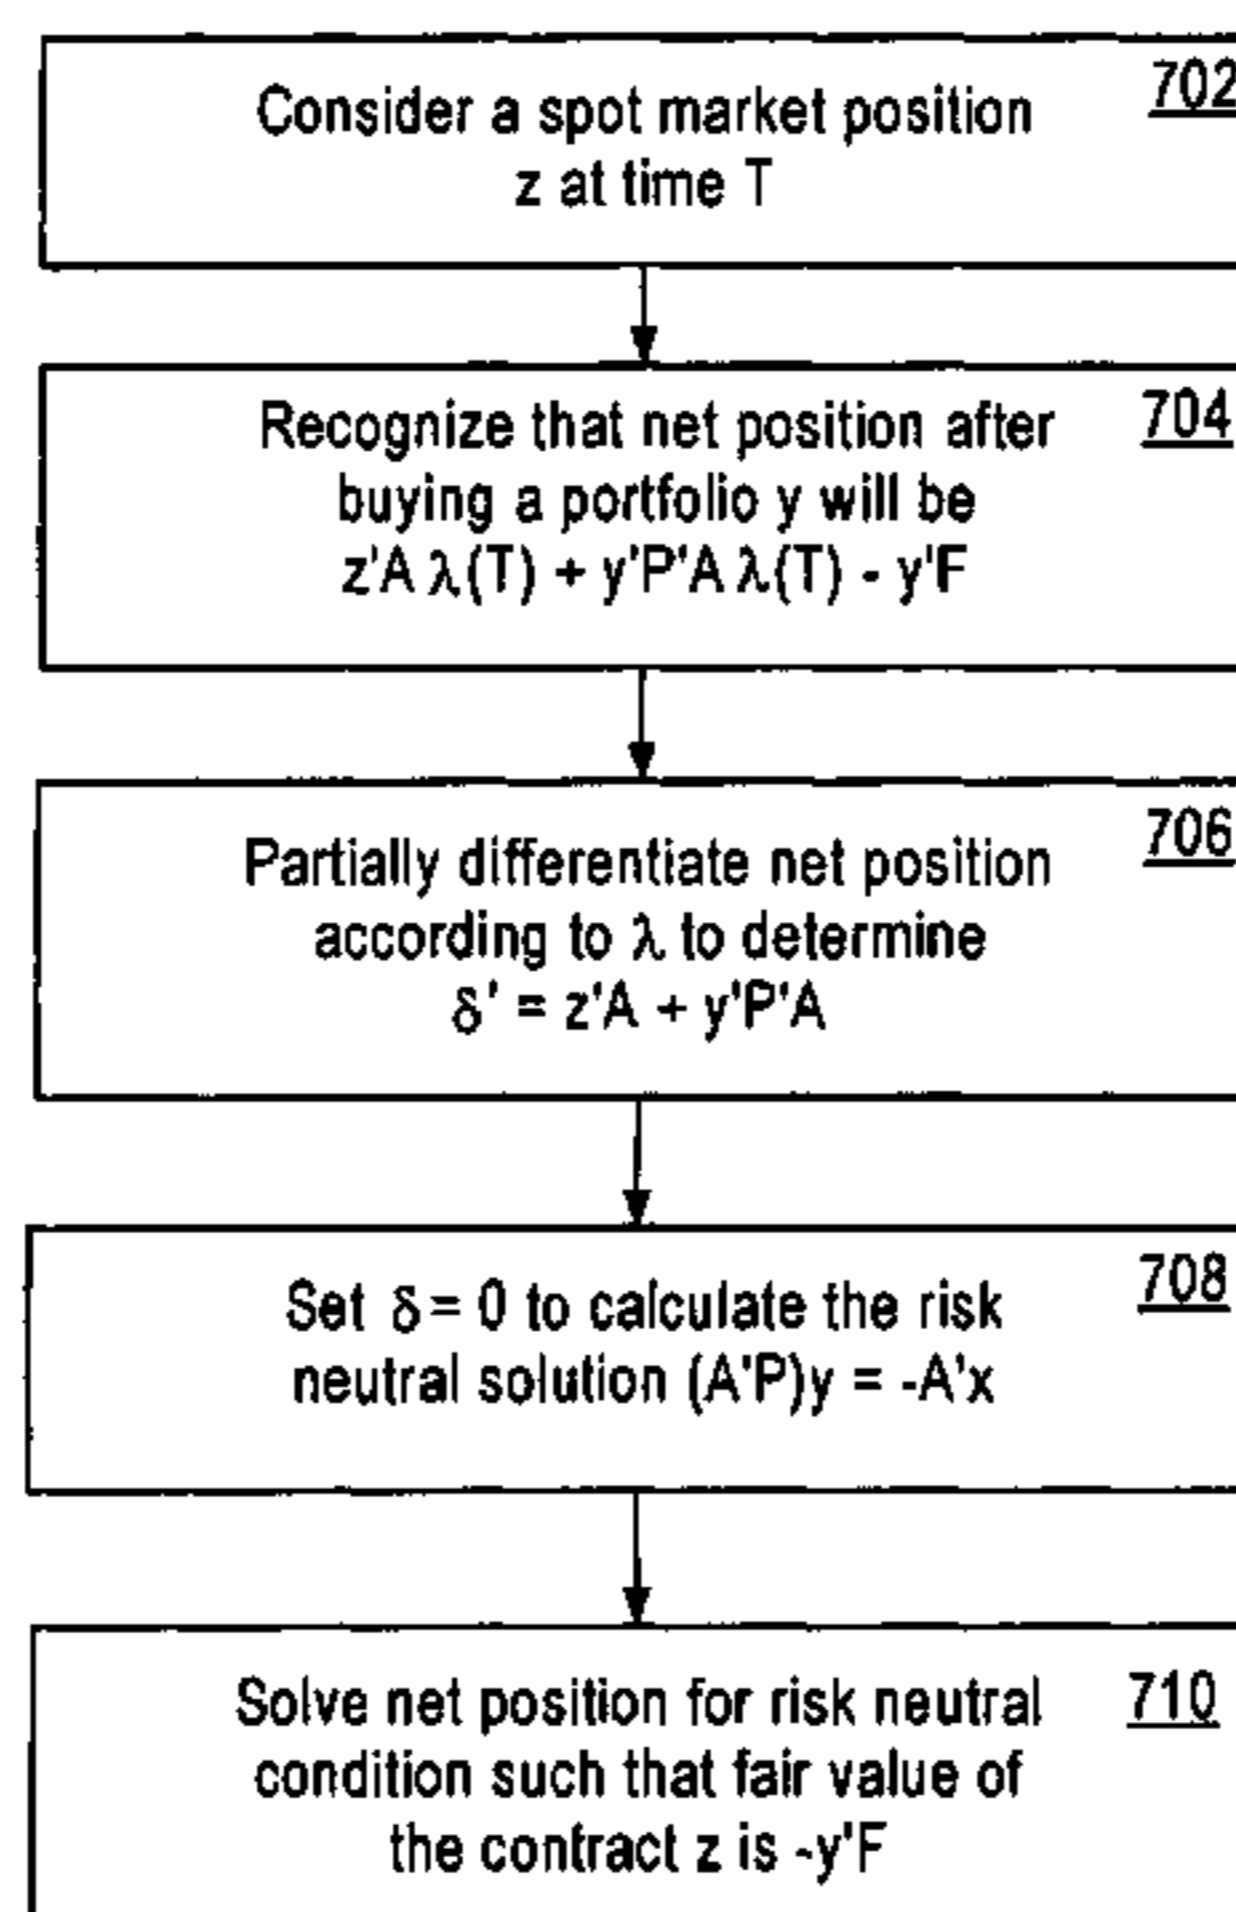 702
Consider a spot market position
z at time T
704
Recognize that net position after
buying a portfolio y will be
z'A λ(T) + y'P'A λ(T) - y'F
706
Partially differentiate net position
according to λ to determine
δ' = z'A + y'P'A
708
Set δ = 0 to calculate the risk
neutral solution (A'P)y = -A'x
710
Solve net position for risk neutral
condition such that fair value of
the contract z is -y'F